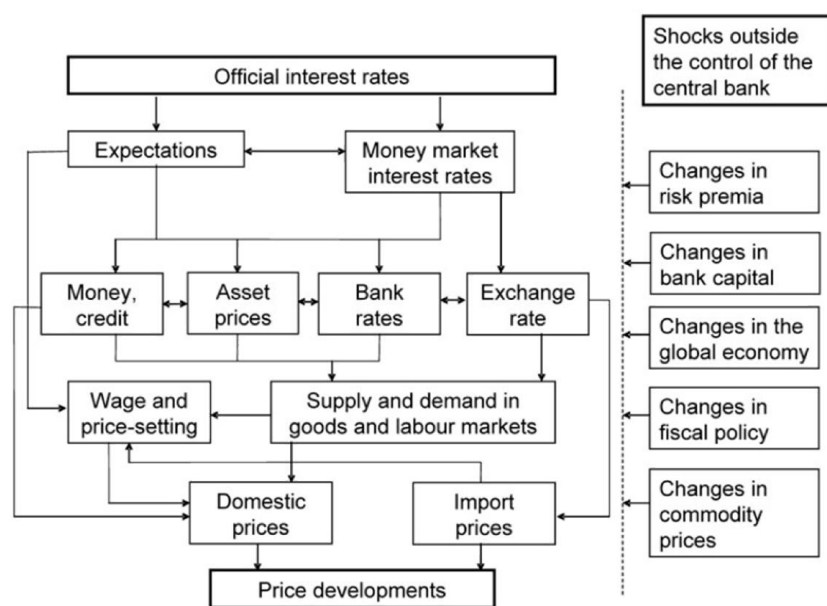 Official interest rates
Shocks outside
the control of the
central bank
Expectations
Money market
interest rates
Changes in
risk premia
Money,
credit
Asset
prices
Bank
rates
Exchange
rate
Changes in
bank capital
Changes in the
global economy
Wage and
price-setting
Supply and demand in
goods and labour markets
Changes in
fiscal policy
Domestic
prices
Import
prices
Changes in
commodity
prices
Price developments